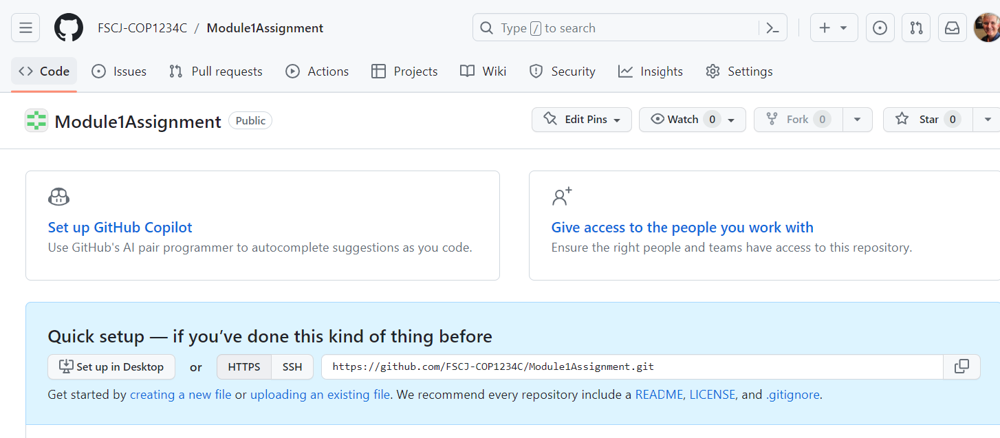 FSCJ-COP1234C / Module1Assignment
Type / to search
Code Issues Pull requests Actions Projects Wiki Security Insights Settings
Module1Assignment Public
Edit Pins Watch 0 Fork 0 Star 0
Set up GitHub Copilot
Use GitHub's AI pair programmer to autocomplete suggestions as you code.
Give access to the people you work with
Ensure the right people and teams have access to this repository.
Quick setup — if you’ve done this kind of thing before
Set up in Desktop or HTTPS SSH https://github.com/FSCJ-COP1234C/Module1Assignment.git
Get started by creating a new file or uploading an existing file. We recommend every repository include a README, LICENSE, and .gitignore.